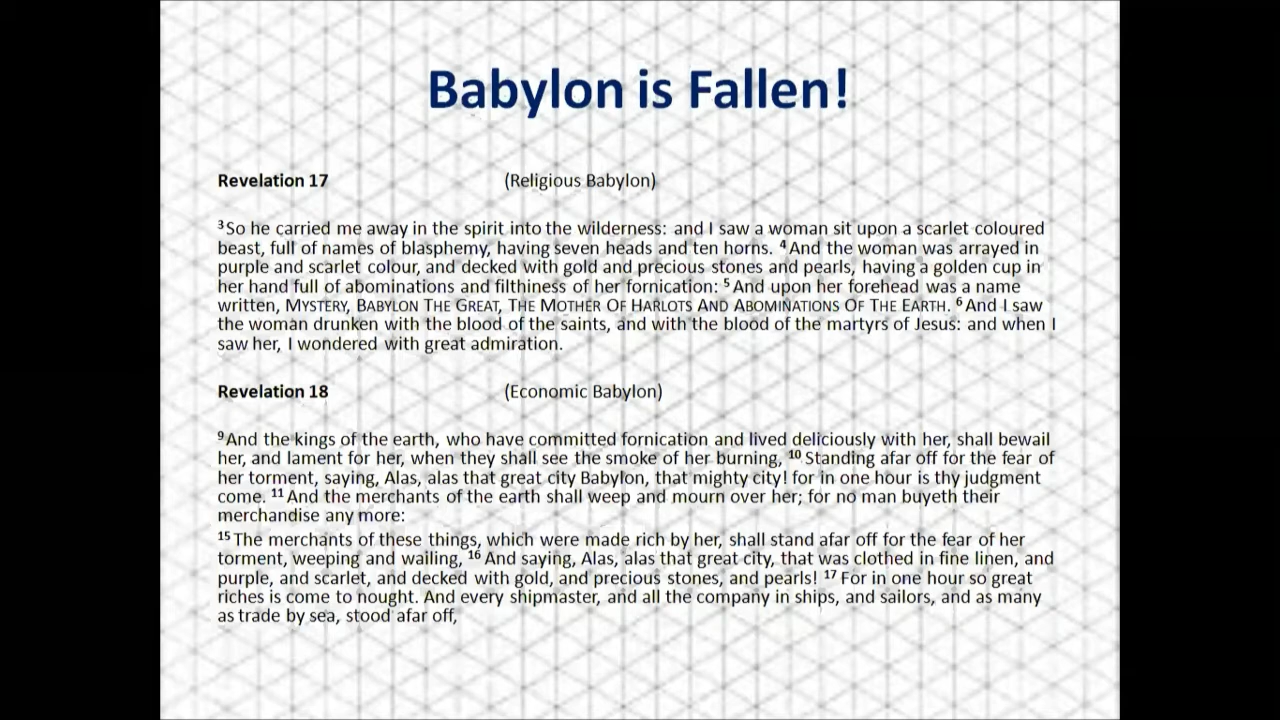 Babylon is Fallen!
Revelation 17 (Religious Babylon)
³So he carried me away in the spirit into the wilderness: and I saw a woman sit upon a scarlet coloured
beast, full of names of blasphemy, having seven heads and ten horns. ⁴And the woman was arrayed in
purple and scarlet colour, and decked with gold and precious stones and pearls, having a golden cup in
her hand full of abominations and filthiness of her fornication: ⁵And upon her forehead was a name
written, MYSTERY, BABYLON THE GREAT, THE MOTHER OF HARLOTS AND ABOMINATIONS OF THE EARTH. ⁶And I saw
the woman drunken with the blood of the saints, and with the blood of the martyrs of Jesus: and when I
saw her, I wondered with great admiration.
Revelation 18 (Economic Babylon)
⁹And the kings of the earth, who have committed fornication and lived deliciously with her, shall bewail
her, and lament for her, when they shall see the smoke of her burning, ¹⁰Standing afar off for the fear of
her torment, saying, Alas, alas that great city Babylon, that mighty city! for in one hour is thy judgment
come. ¹¹And the merchants of the earth shall weep and mourn over her; for no man buyeth their
merchandise any more:
¹⁵The merchants of these things, which were made rich by her, shall stand afar off for the fear of her
torment, weeping and wailing, ¹⁶And saying, Alas, alas that great city, that was clothed in fine linen, and
purple, and scarlet, and decked with gold, and precious stones, and pearls! ¹⁷For in one hour so great
riches is come to nought. And every shipmaster, and all the company in ships, and sailors, and as many
as trade by sea, stood afar off,